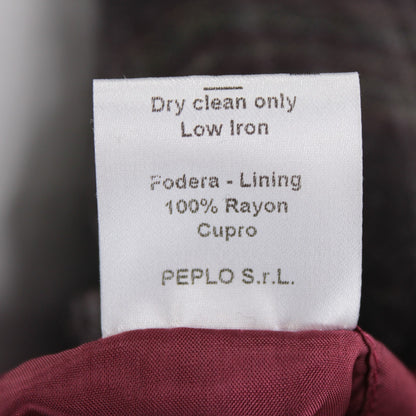 Dry clean only
Low Iron
Fodera - Lining
100% Rayon
Cupro
PEPLO S.r.L.